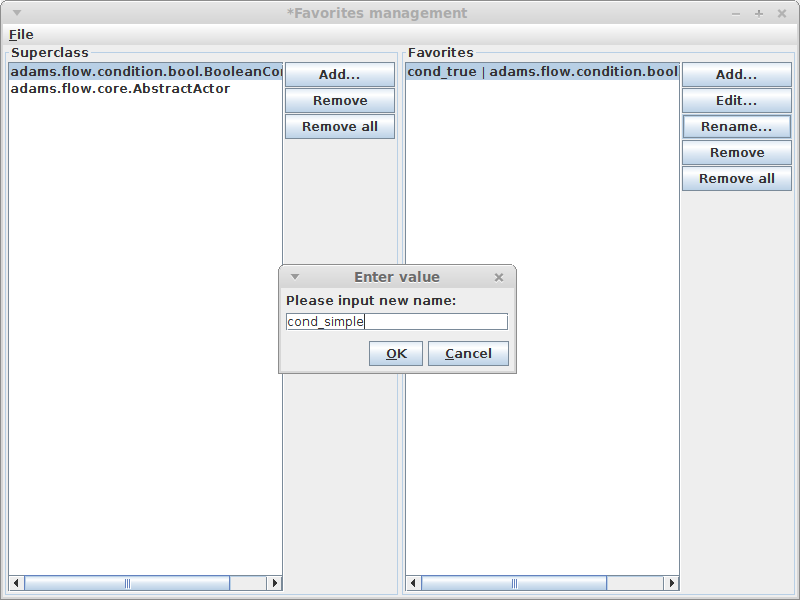 *Favorites management
File
Superclass
adams.flow.condition.bool.BooleanCo
adams.flow.core.AbstractActor
Add...
Remove
Remove all
Favorites
cond_true | adams.flow.condition.bool
Add...
Edit...
Rename...
Remove
Remove all
Enter value
Please input new name:
cond_simple
OK
Cancel